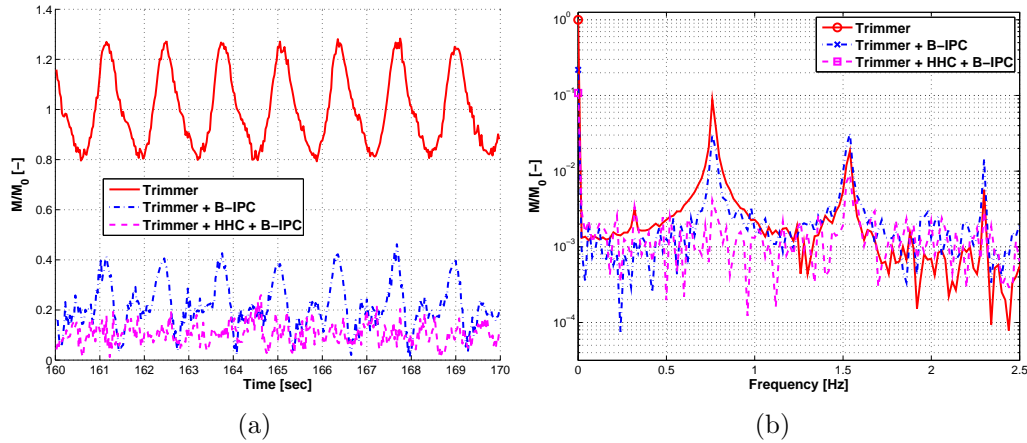 1.4
1.2
1
0.8
0.6
0.4
0.2
0
M/M0 [-]
Trimmer
Trimmer + B-IPC
Trimmer + HHC + B-IPC
160 161 162 163 164 165 166 167 168 169 170
Time [sec]
(a)
10^0
10^-1
10^-2
10^-3
10^-4
M/M0 [-]
Trimmer
Trimmer + B-IPC
Trimmer + HHC + B-IPC
0 0.5 1 1.5 2 2.5
Frequency [Hz]
(b)